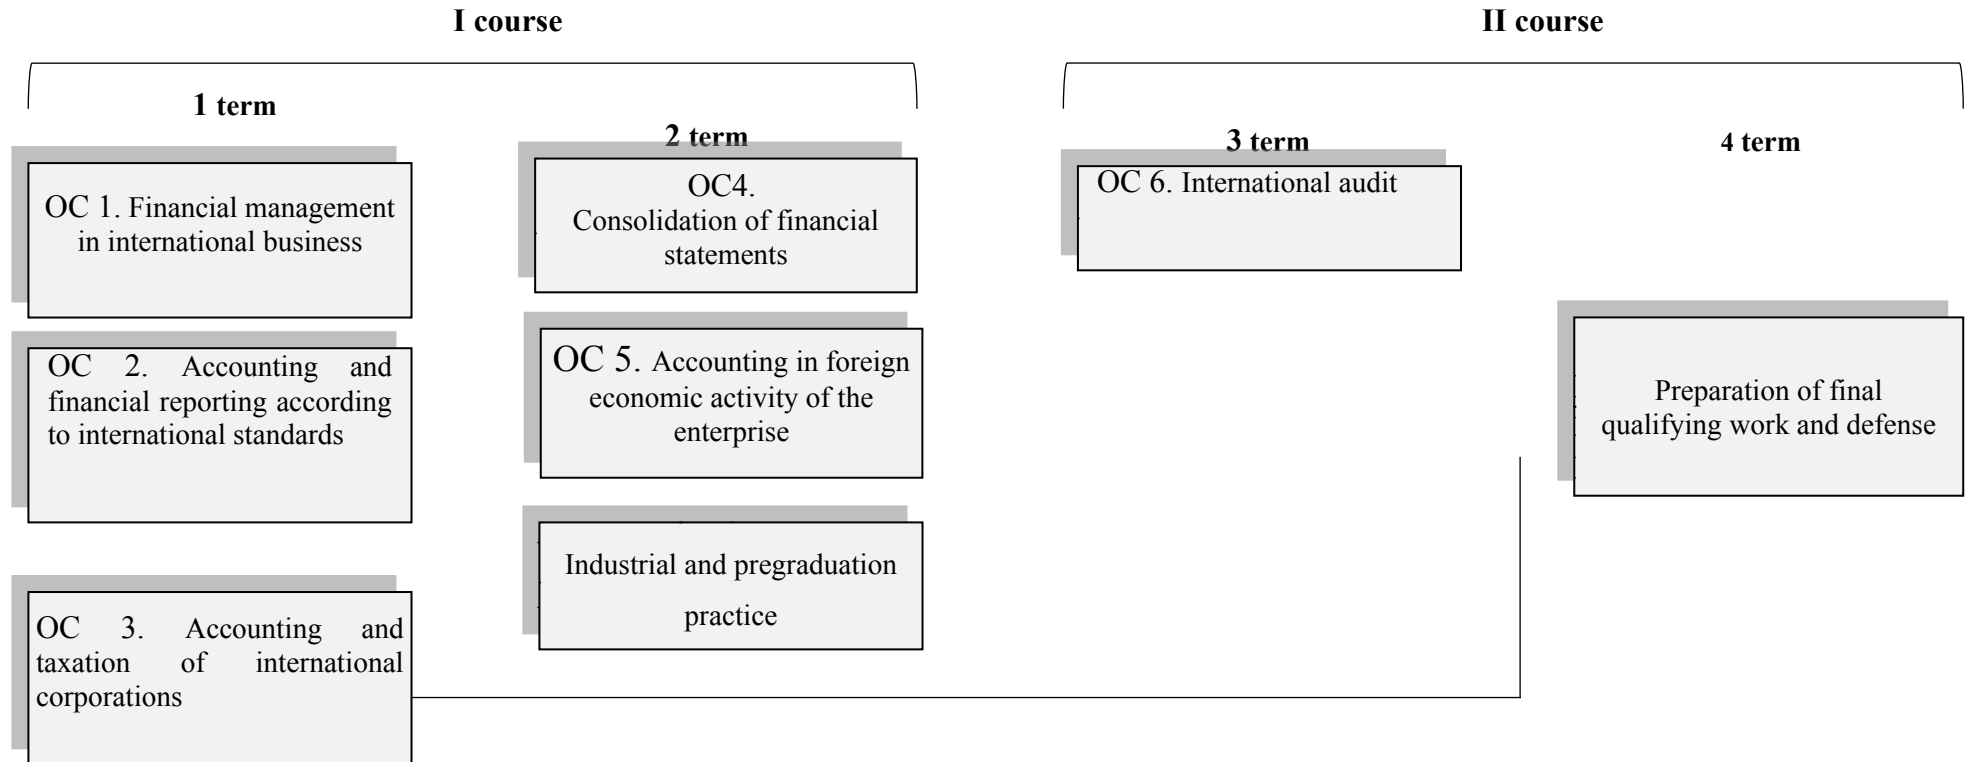 I course
II course
1 term
2 term
3 term
4 term
OC 1. Financial management
in international business
OC 2. Accounting and
financial reporting according
to international standards
OC 3. Accounting and
taxation of international
corporations
OC4.
Consolidation of financial
statements
OC 5. Accounting in foreign
economic activity of the
enterprise
Industrial and pregraduation
practice
OC 6. International audit
Preparation of final
qualifying work and defense